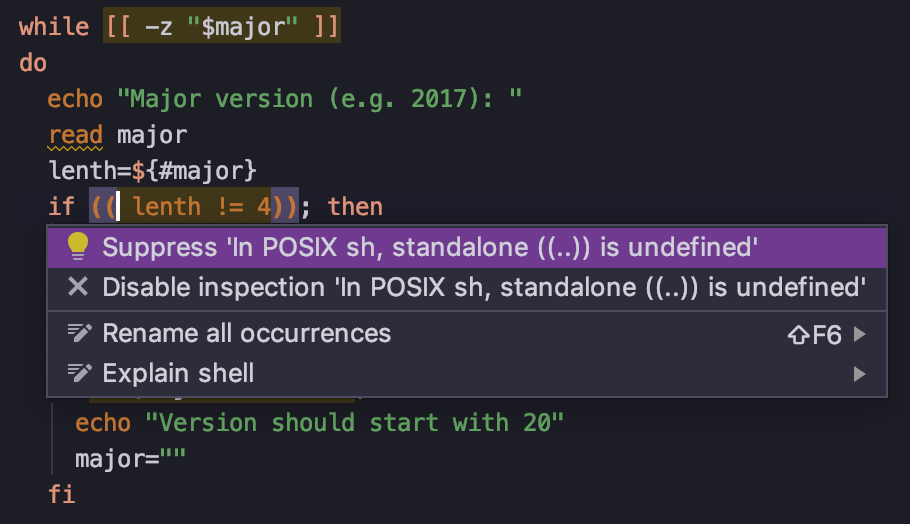 while [[ -z "$major" ]]
do
echo "Major version (e.g. 2017): "
read major
lenth=${#major}
if (( lenth != 4)); then
Suppress 'In POSIX sh, standalone ((..)) is undefined'
Disable inspection 'In POSIX sh, standalone ((..)) is undefined'
Rename all occurrences ⇧F6
Explain shell
echo "Version should start with 20"
major=""
fi